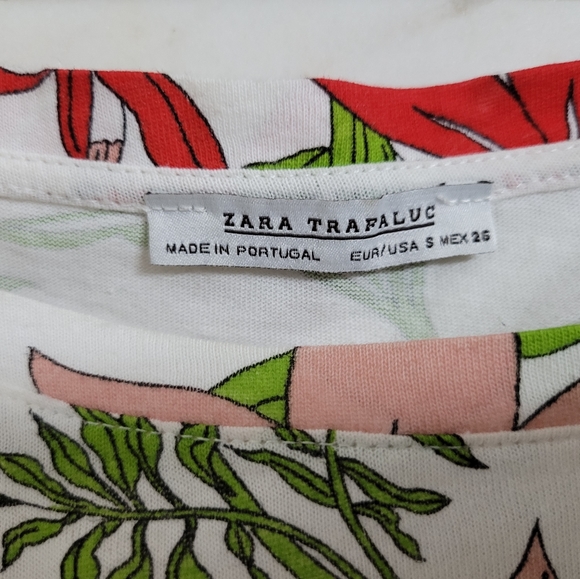 ZARA TRAFALUC
MADE IN PORTUGAL EUR/USA S MEX 26